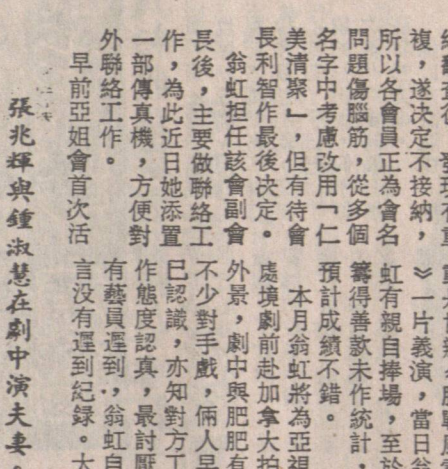 複，遂決定不接納，
所以各會員正為會名
問題傷腦筋，從多個
名字中考慮改用「仁
美清聚」，但有待會
長利智作最後決定。
翁虹担任該會副會
長後，主要做聯絡工
作，為此近日她添置
一部傳真機，方便對
外聯絡工作。
早前亞姐會首次活
》一片義演，當日
虹有親自捧場，至於
籌得善款未作統計
預計成績不錯。
本月翁虹將為亞視
處境劇前赴加拿大拍
外景，劇中與肥肥有
不少對手戲，倆人早
已認識，亦知對方工
作態度認真，最討厭
有藝員遲到，翁虹自
言没有遲到紀錄。大
張兆輝與鍾淑慧在劇中演夫妻。